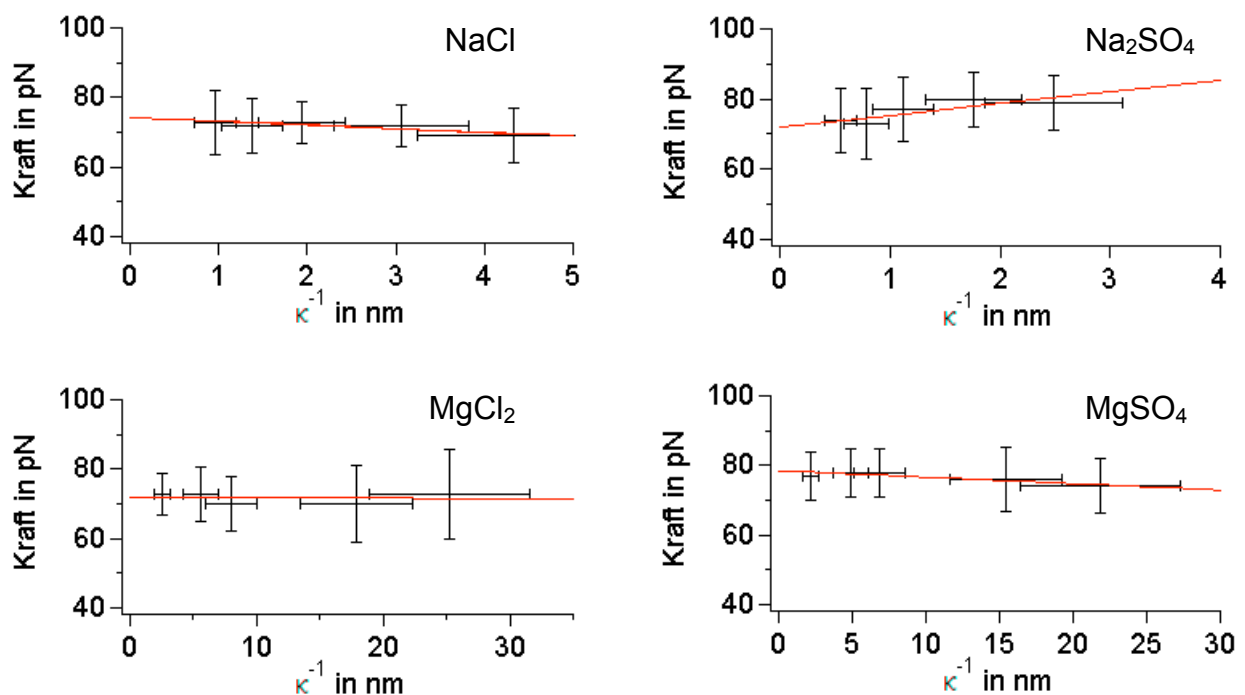 NaCl
Kraft in pN
100
80
60
40
0 1 2 3 4 5
κ⁻¹ in nm
Na₂SO₄
Kraft in pN
100
80
60
40
0 1 2 3 4
κ⁻¹ in nm
MgCl₂
Kraft in pN
100
80
60
40
0 10 20 30
κ⁻¹ in nm
MgSO₄
Kraft in pN
100
80
60
40
0 5 10 15 20 25 30
κ⁻¹ in nm